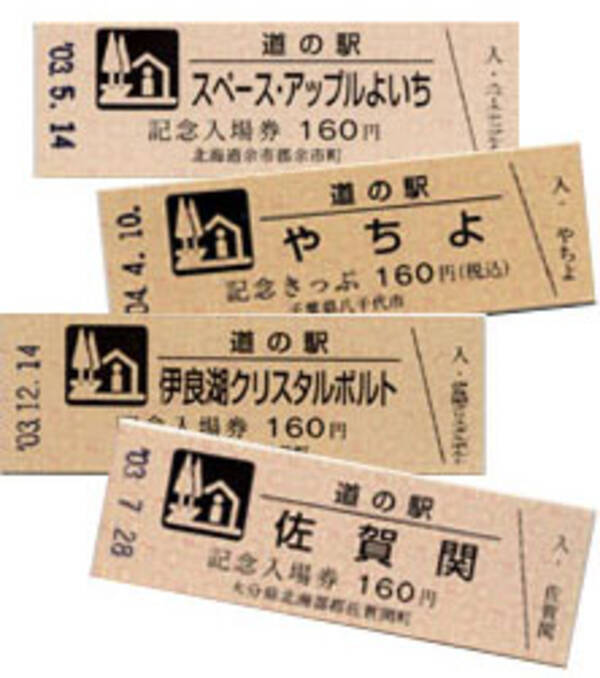 '03.5.14
道の駅
スペース・アップルよいち
記念入場券 160円
北海道余市郡余市町
入・
04.4.10.
道の駅
やちよ
記念きっぷ 160円(税込)
千葉県八千代市
入・やちよ
'03.12.14
道の駅
伊良湖クリスタルポルト
念入場券 160円
入・
'03.7.28
道の駅
佐賀関
記念入場券 160円
大分県北海部郡佐賀関町
入・佐賀関